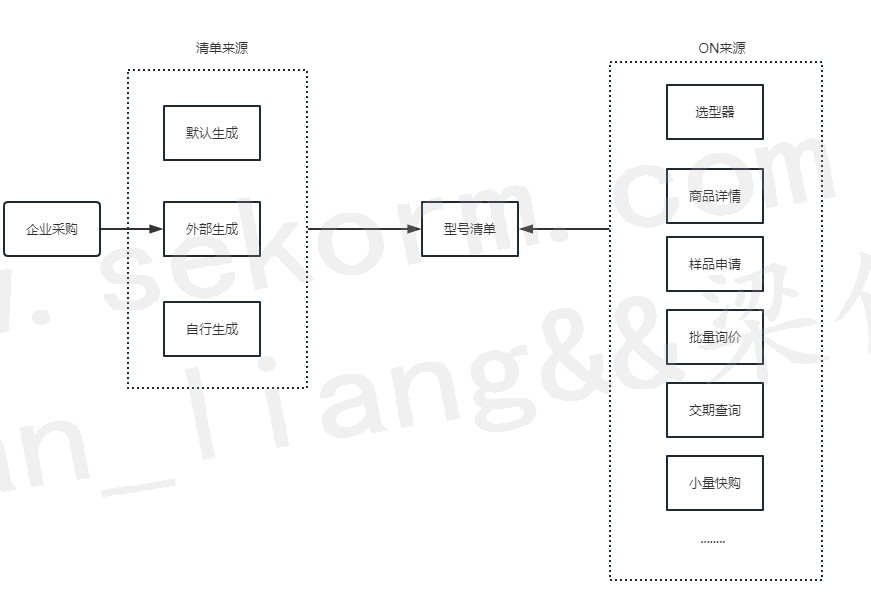 清单来源
ON来源
默认生成
选型器
商品详情
企业采购
外部生成
型号清单
样品申请
自行生成
批量询价
交期查询
小量快购
........
w.sekorm.com
an_liang&&梁